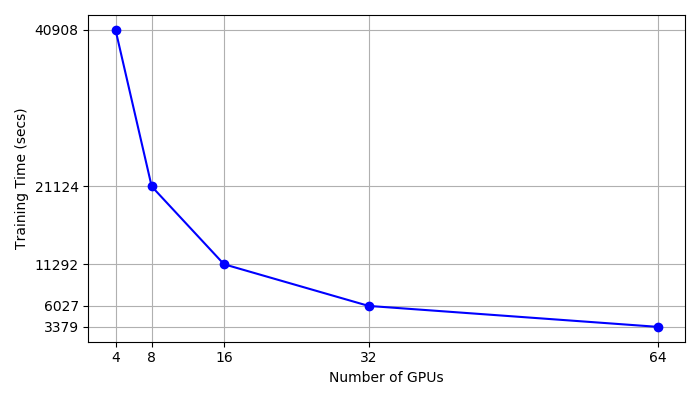 40908
21124
11292
6027
3379
Training Time (secs)
4 8 16 32 64
Number of GPUs